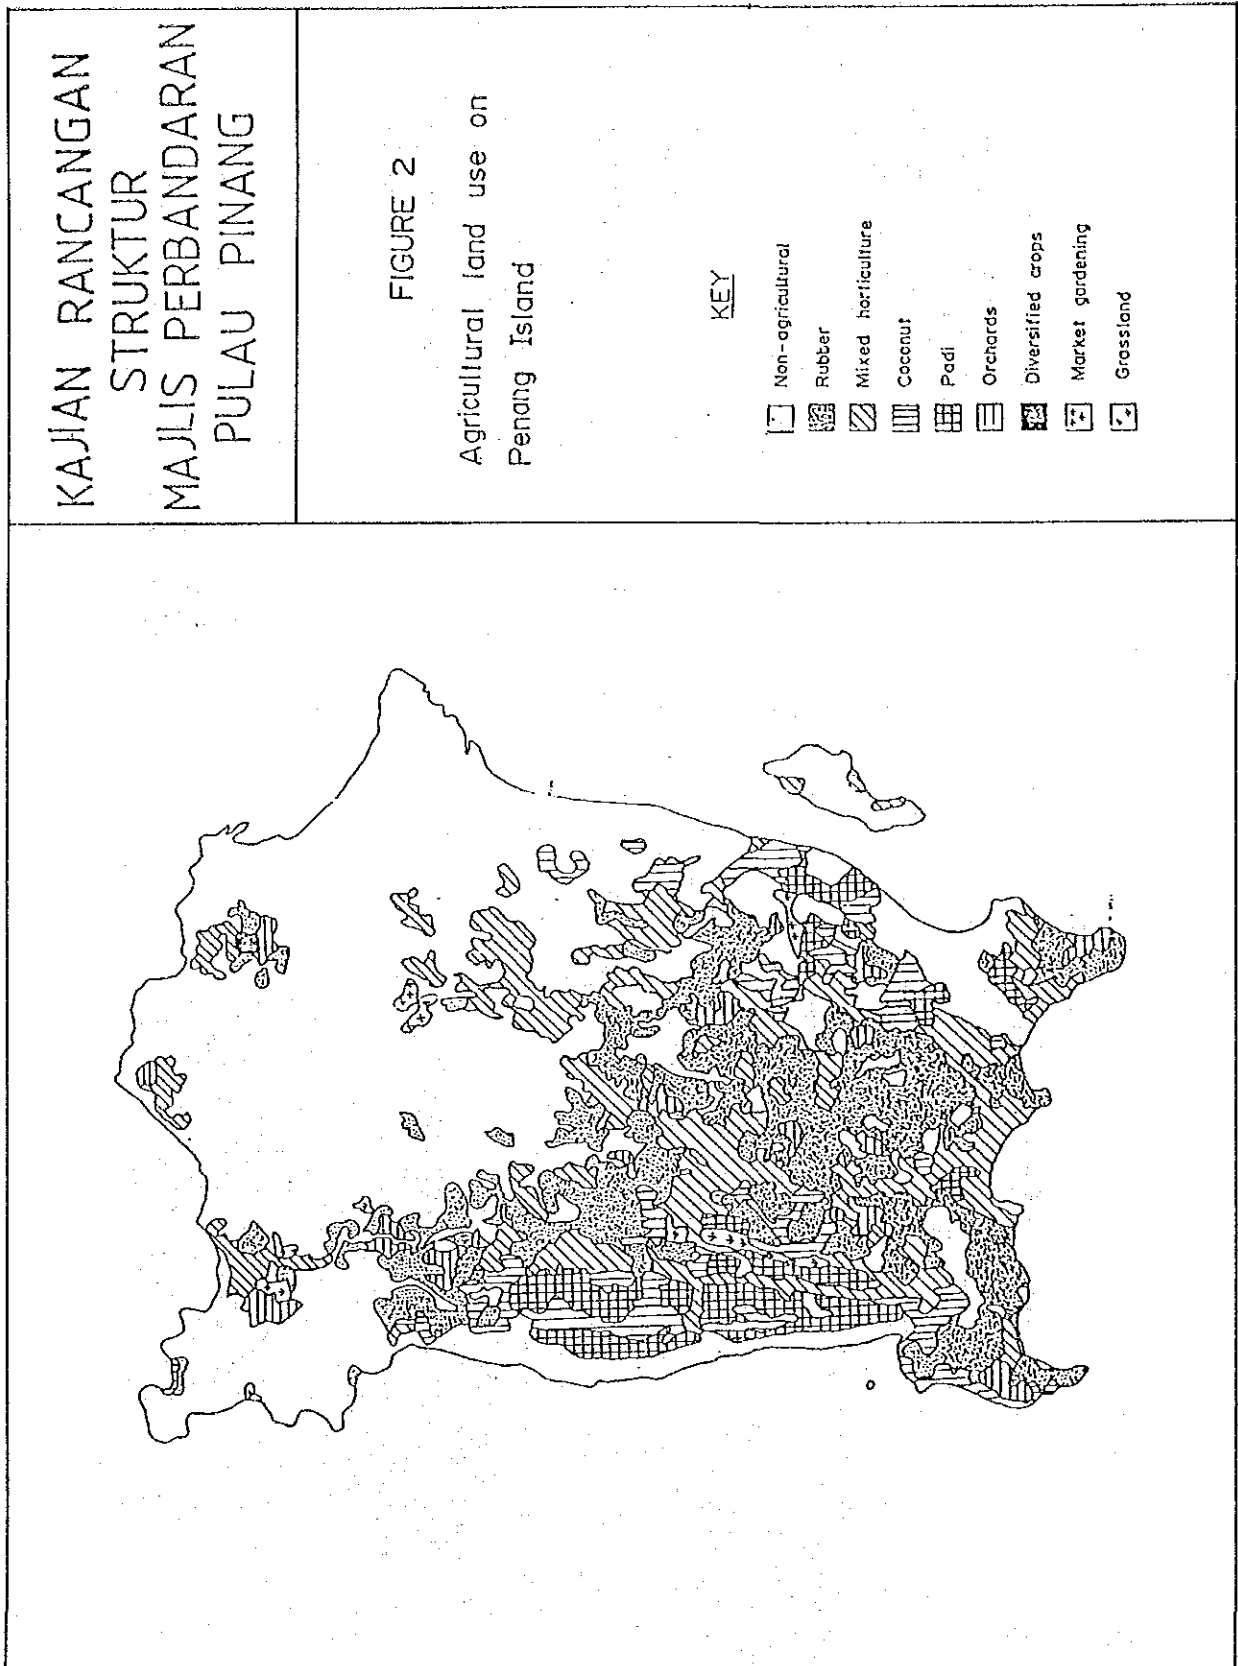 KAJIAN RANCANGAN
STRUKTUR
MAJLIS PERBANDARAN
PULAU PINANG
FIGURE 2
Agricultural land use on
Penang Island
KEY
Non-agricultural
Rubber
Mixed horticulture
Coconut
Padi
Orchards
Diversified crops
Market gardening
Grassland